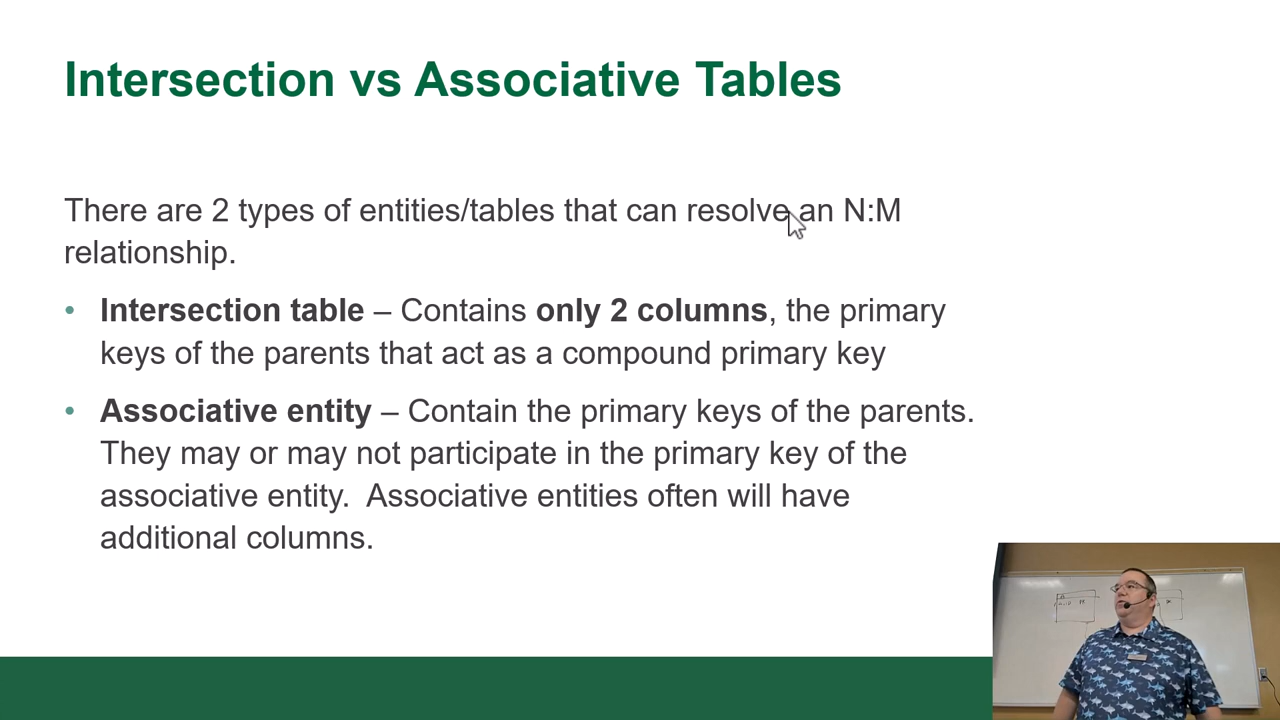 Intersection vs Associative Tables
There are 2 types of entities/tables that can resolve an N:M
relationship.
• Intersection table – Contains only 2 columns, the primary
keys of the parents that act as a compound primary key
• Associative entity – Contain the primary keys of the parents.
They may or may not participate in the primary key of the
associative entity.  Associative entities often will have
additional columns.